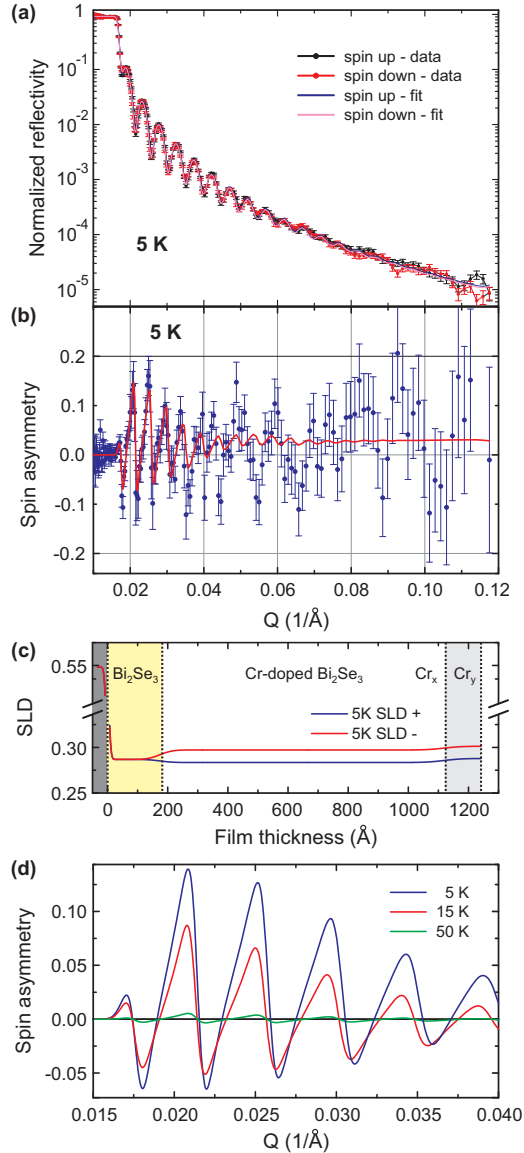 (a)
1
10⁻¹
10⁻²
10⁻³
10⁻⁴
10⁻⁵
Normalized reflectivity
spin up - data
spin down - data
spin up - fit
spin down - fit
5 K
(b)
5 K
0.2
0.1
0.0
-0.1
-0.2
Spin asymmetry
0.02 0.04 0.06 0.08 0.10 0.12
Q (1/Å)
(c)
0.55
0.30
0.25
SLD
Bi₂Se₃ Cr-doped Bi₂Se₃ Crₓ Cr_y
5K SLD +
5K SLD -
0 200 400 600 800 1000 1200
Film thickness (Å)
(d)
0.10
0.05
0.00
-0.05
Spin asymmetry
5 K
15 K
50 K
0.015 0.020 0.025 0.030 0.035 0.040
Q (1/Å)